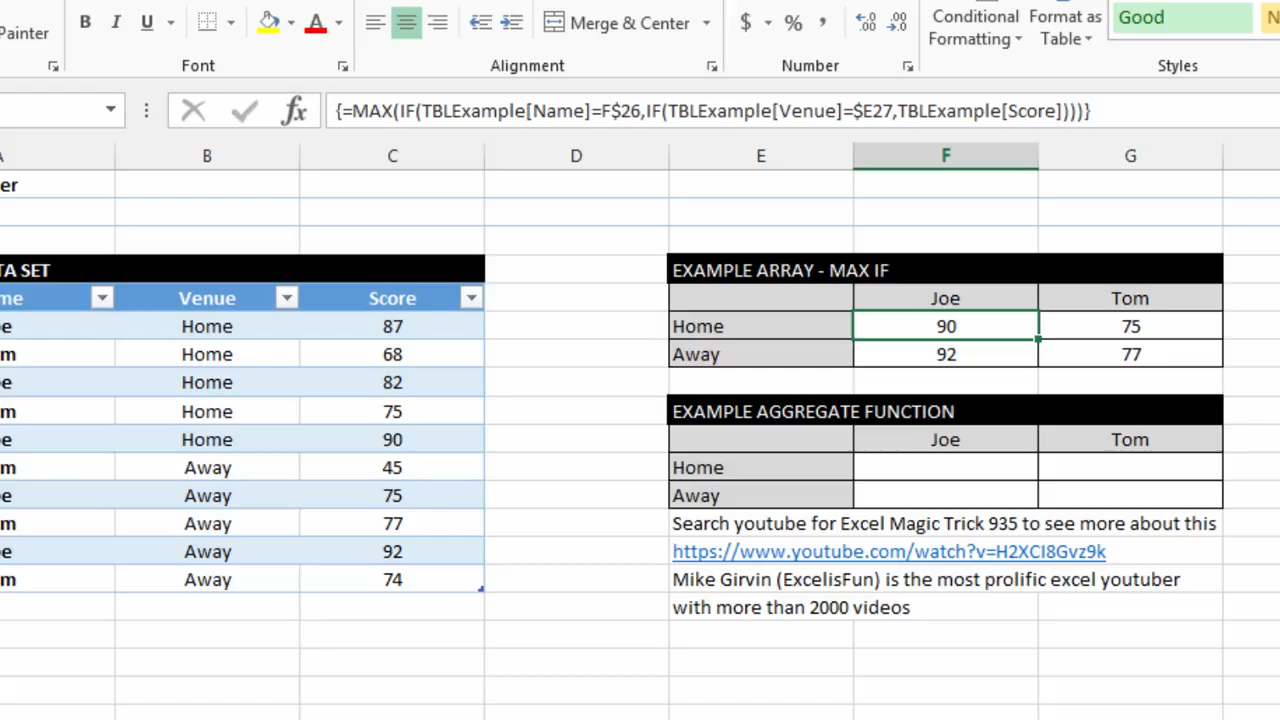 Conditional Format as Good
Painter B I U A Merge & Center $ % , .00 Formatting Table
Font Alignment Number Styles
fx {=MAX(IF(TBLExample[Name]=F$26,IF(TBLExample[Venue]=$E27,TBLExample[Score])))}
A B C D E F G
er
TA SET EXAMPLE ARRAY - MAX IF
me Venue Score Joe Tom
e Home 87 Home 90 75
m Home 68 Away 92 77
e Home 82
m Home 75 EXAMPLE AGGREGATE FUNCTION
e Home 90 Joe Tom
m Away 45 Home
e Away 75 Away
m Away 77 Search youtube for Excel Magic Trick 935 to see more about this
e Away 92 https://www.youtube.com/watch?v=H2XCI8Gvz9k
m Away 74 Mike Girvin (ExcelisFun) is the most prolific excel youtuber
with more than 2000 videos